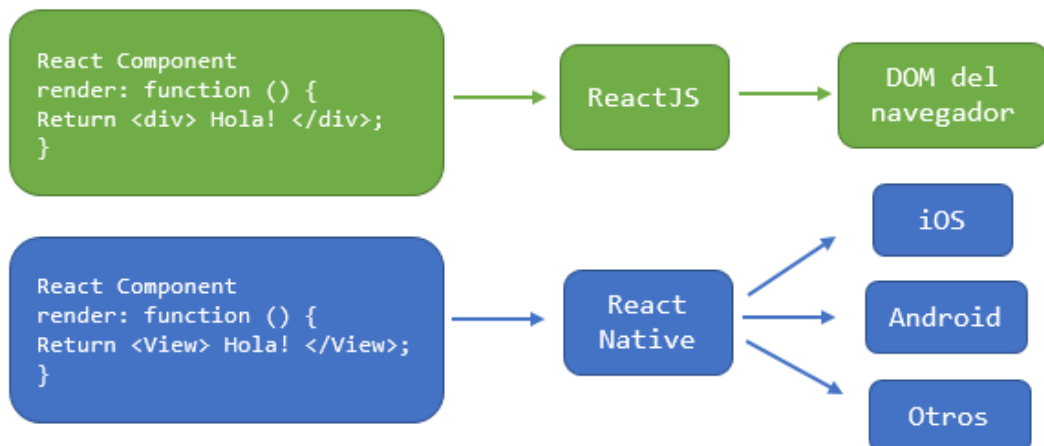 React Component
render: function () {
Return <div> Hola! </div>;
}
ReactJS
DOM del
navegador
React Component
render: function () {
Return <View> Hola! </View>;
}
React
Native
iOS
Android
Otros